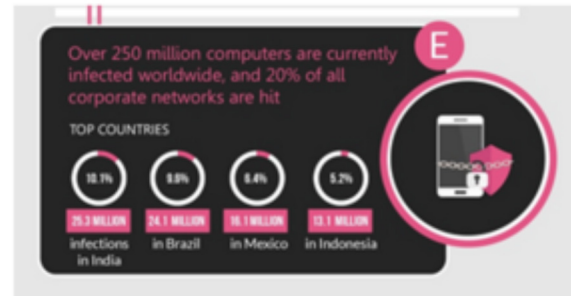 E
Over 250 million computers are currently
infected worldwide, and 20% of all
corporate networks are hit
TOP COUNTRIES
10.1% 9.6% 6.4% 5.2%
25.3 MILLION 24.1 MILLION 16.1 MILLION 13.1 MILLION
infections in Brazil in Mexico in Indonesia
in India